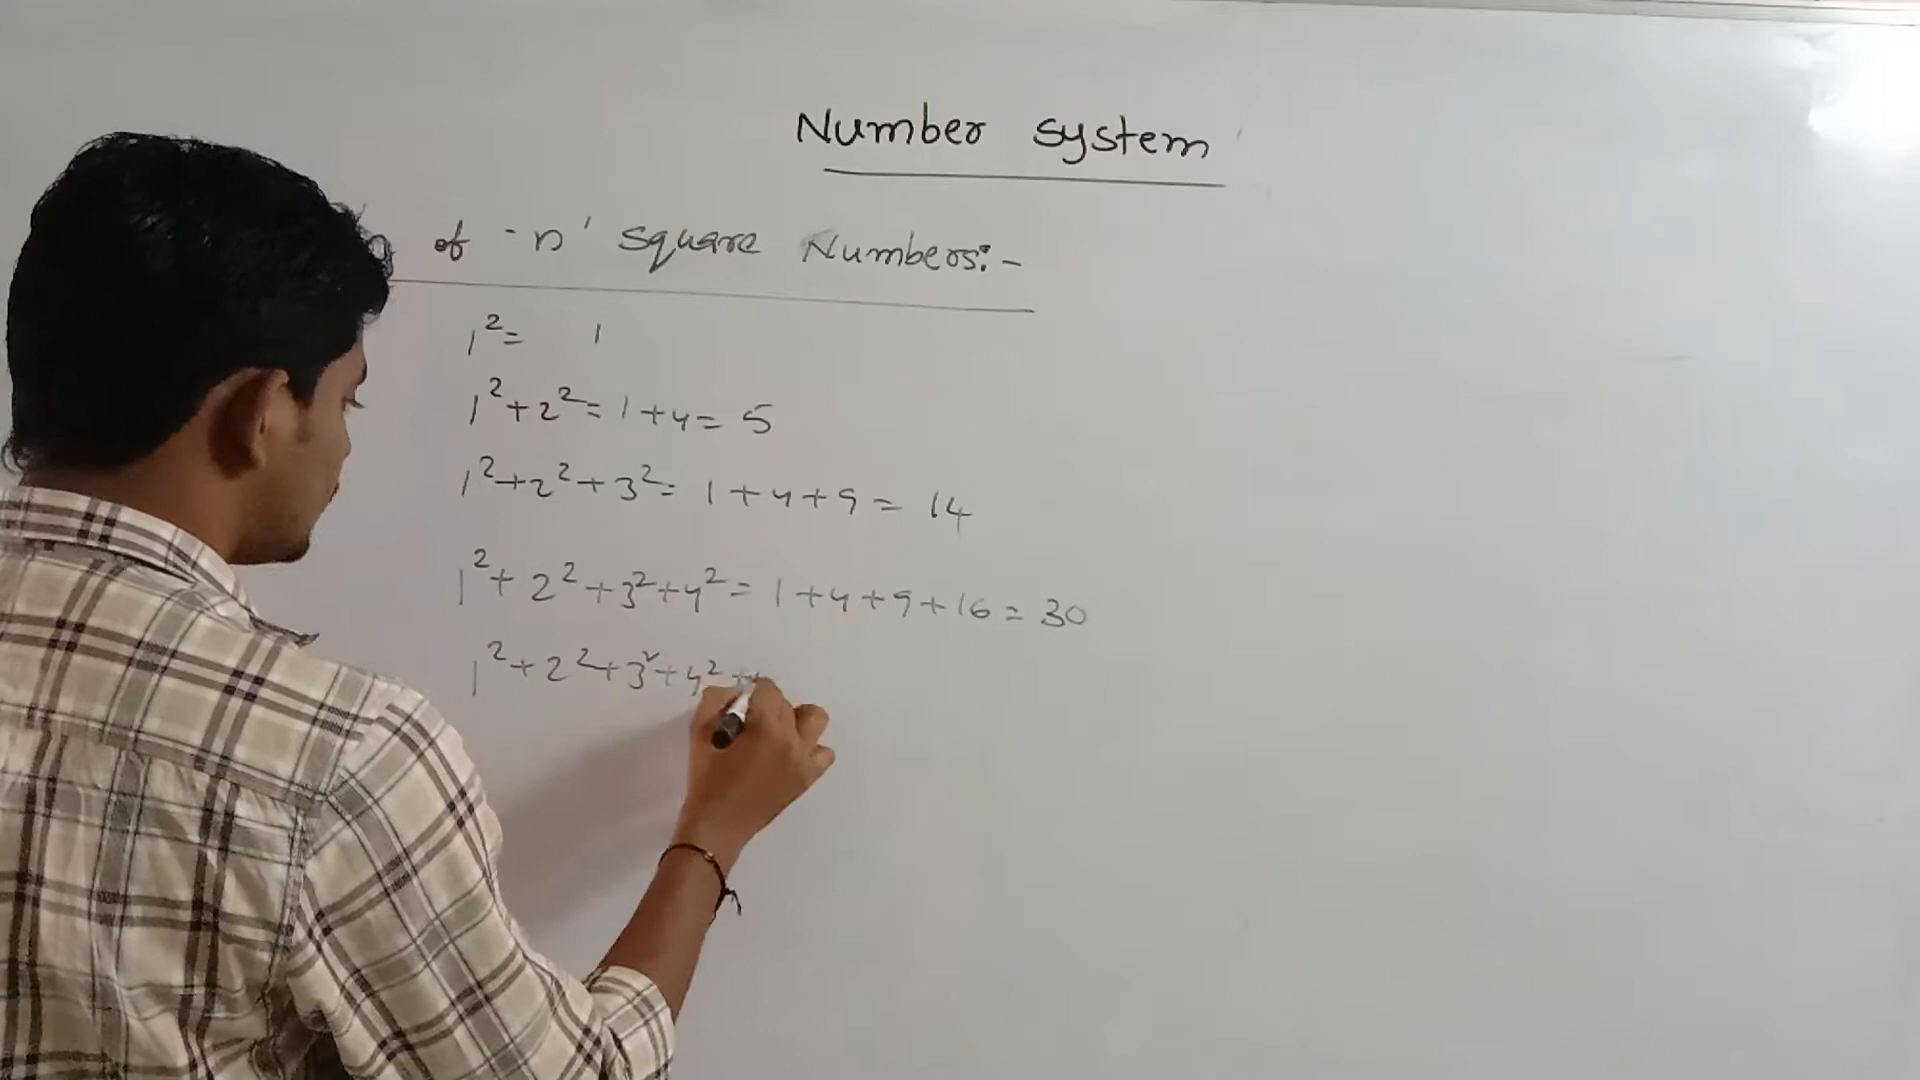 Number System
of 'n' Square Numbers:-
1² = 1
1²+2² = 1+4 = 5
1²+2²+3² = 1+4+9 = 14
1²+2²+3²+4² = 1+4+9+16 = 30
1²+2²+3²+4²+